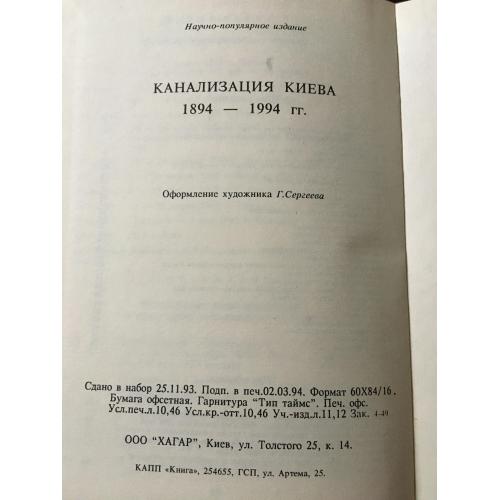 Научно-популярное издание
КАНАЛИЗАЦИЯ КИЕВА
1894 — 1994 гг.
Оформление художника Г.Сергеева
Сдано в набор 25.11.93. Подп. в печ.02.03.94. Формат 60Х84/16.
Бумага офсетная. Гарнитура "Тип таймс". Печ. офс.
Усл.печ.л.10,46 Усл.кр.-отт.10,46 Уч.-изд.л.11,12 Зак. 4-49
ООО "ХАГАР", Киев, ул. Толстого 25, к. 14.
КАПП «Книга», 254655, ГСП, ул. Артема, 25.